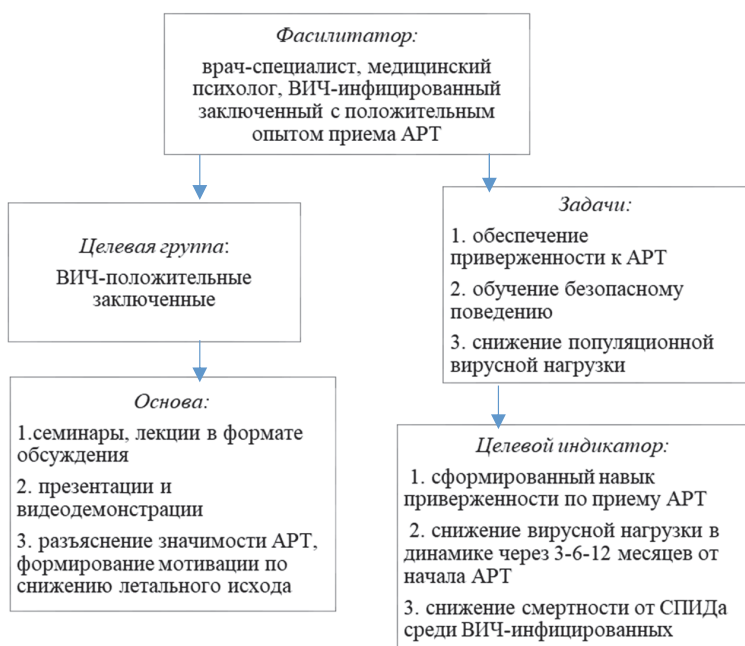 Фасилитатор:
врач-специалист, медицинский
психолог, ВИЧ-инфицированный
заключенный с положительным
опытом приема АРТ
Целевая группа:
ВИЧ-положительные
заключенные
Основа:
1.семинары, лекции в формате
обсуждения
2. презентации и
видеодемонстрации
3. разъяснение значимости АРТ,
формирование мотивации по
снижению летального исхода
Задачи:
1. обеспечение
приверженности к АРТ
2. обучение безопасному
поведению
3. снижение популяционной
вирусной нагрузки
Целевой индикатор:
1. сформированный навык
приверженности по приему АРТ
2. снижение вирусной нагрузки в
динамике через 3-6-12 месяцев от
начала АРТ
3. снижение смертности от СПИДа
среди ВИЧ-инфицированных